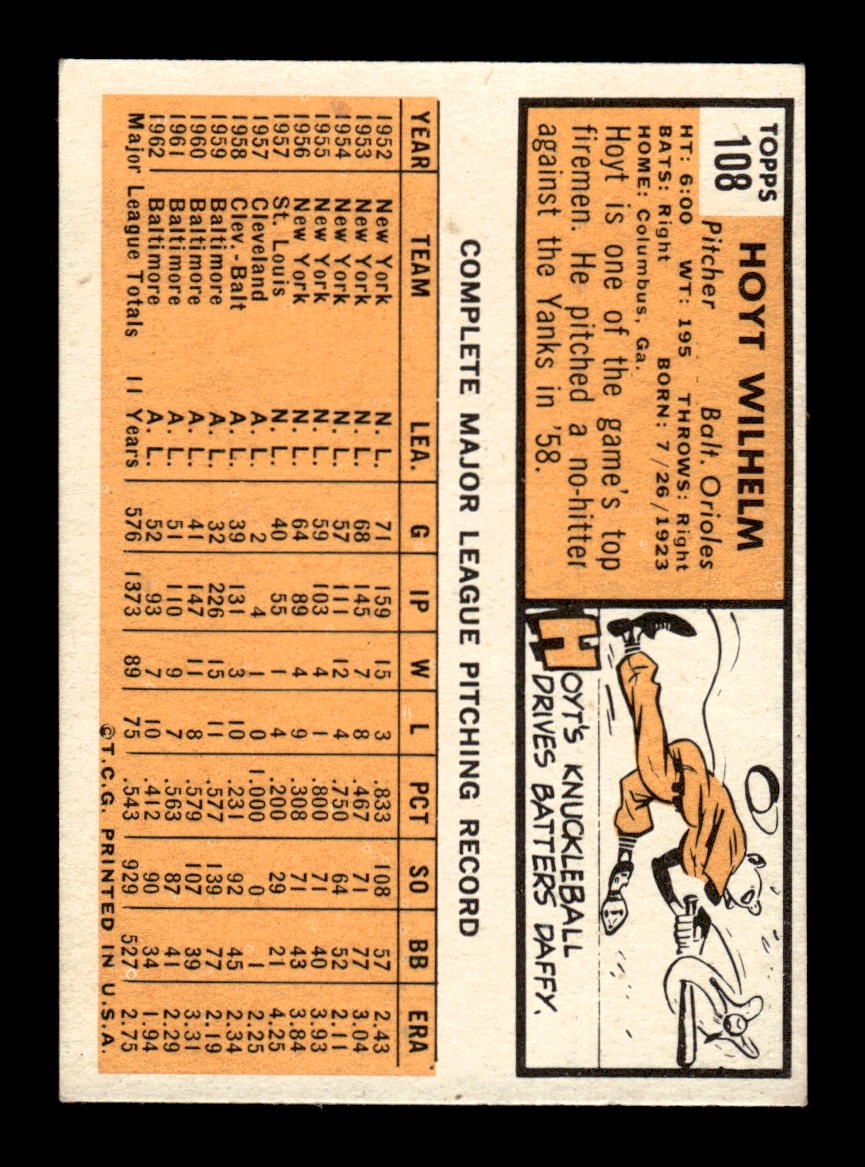 TOPPS
108
HOYT WILHELM
Pitcher Balt. Orioles
HT: 6:00 WT: 195 THROWS: Right
BATS: Right BORN: 7/26/1923
HOME: Columbus, Ga.
Hoyt is one of the game's top
firemen. He pitched a no-hitter
against the Yanks in '58.
HOYT'S KNUCKLEBALL
DRIVES BATTERS DAFFY.
COMPLETE MAJOR LEAGUE PITCHING RECORD
YEAR TEAM LEA. G IP W L PCT SO BB ERA
1952 New York N. L. 71 159 15 3 .833 108 57 2.43
1953 New York N. L. 68 145 7 8 .467 71 77 3.04
1954 New York N. L. 57 111 12 4 .750 64 52 2.11
1955 New York N. L. 59 103 4 1 .800 71 40 3.93
1956 New York N. L. 64 89 4 9 .308 71 43 3.84
1957 St. Louis N. L. 40 55 1 4 .200 29 21 4.25
1957 Cleveland A. L. 2 4 1 0 1.000 0 1 2.25
1958 Clev.-Balt A. L. 39 131 3 10 .231 92 45 2.34
1959 Baltimore A. L. 32 226 15 11 .577 139 77 2.19
1960 Baltimore A. L. 41 147 11 8 .579 107 39 3.31
1961 Baltimore A. L. 51 110 9 7 .563 87 41 2.29
1962 Baltimore A. L. 52 93 7 10 .412 90 34 1.94
Major League Totals 11 Years 576 1373 89 75 .543 929 527 2.75
©T.C.G. PRINTED IN U.S.A.